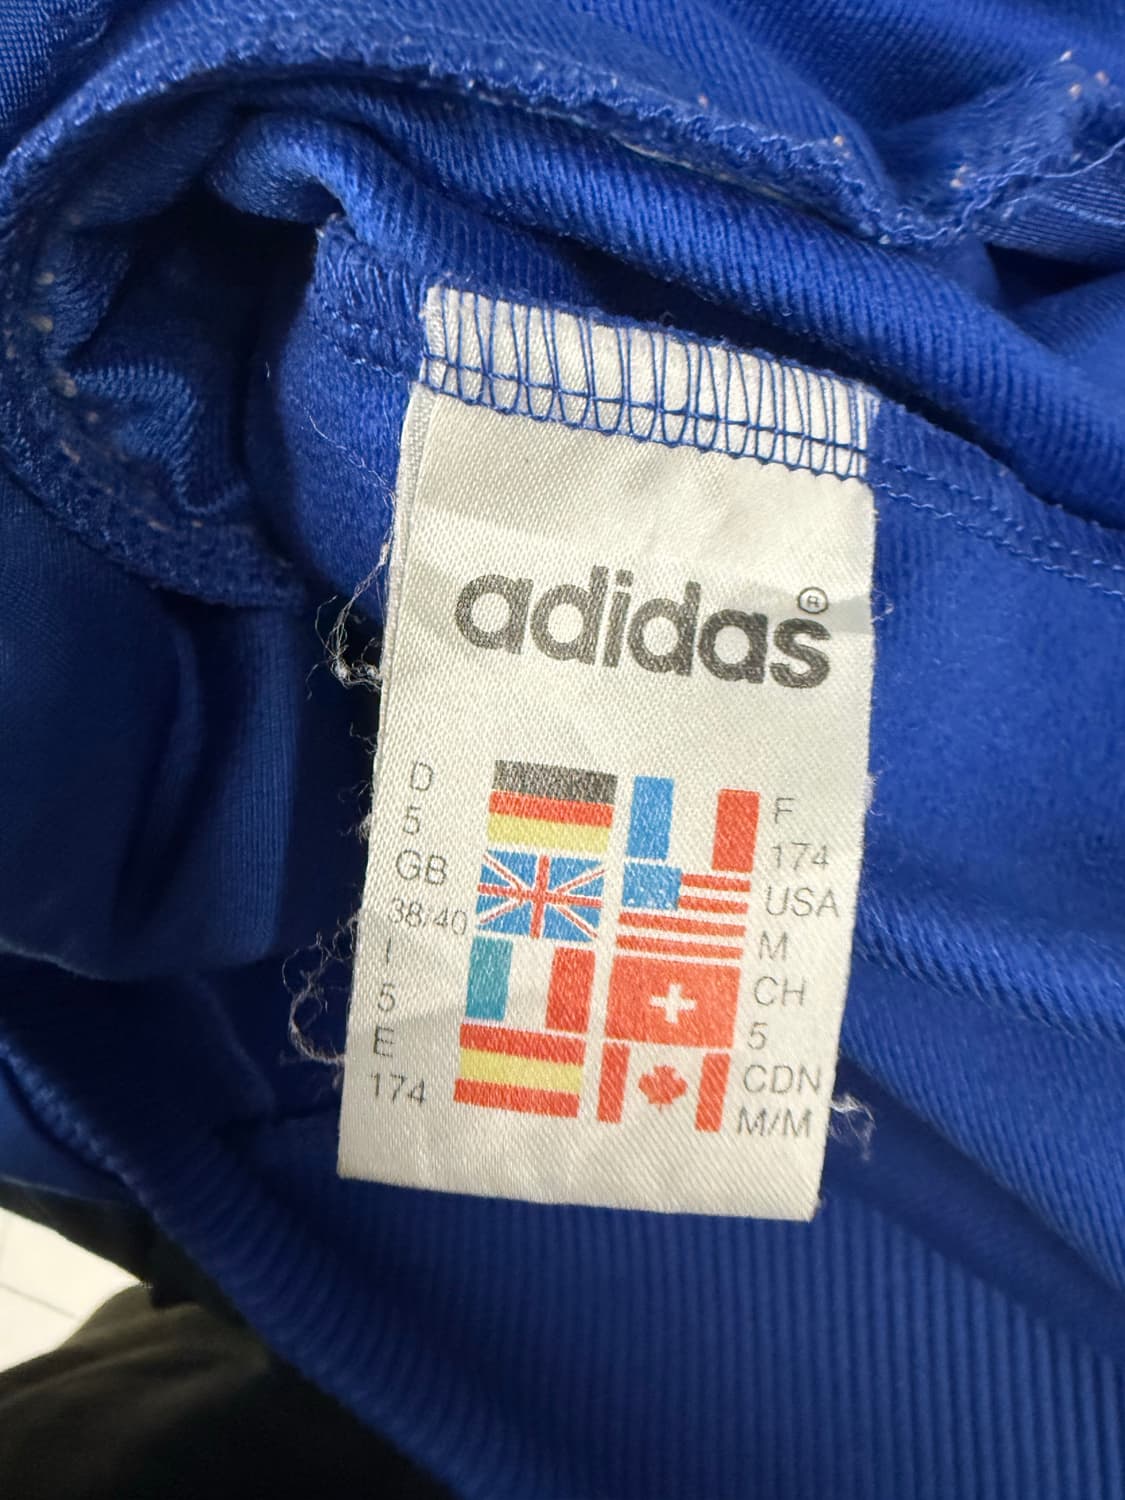 adidas®
D
5
GB
38/40
I
5
E
174
F
174
USA
M
CH
5
CDN
M/M